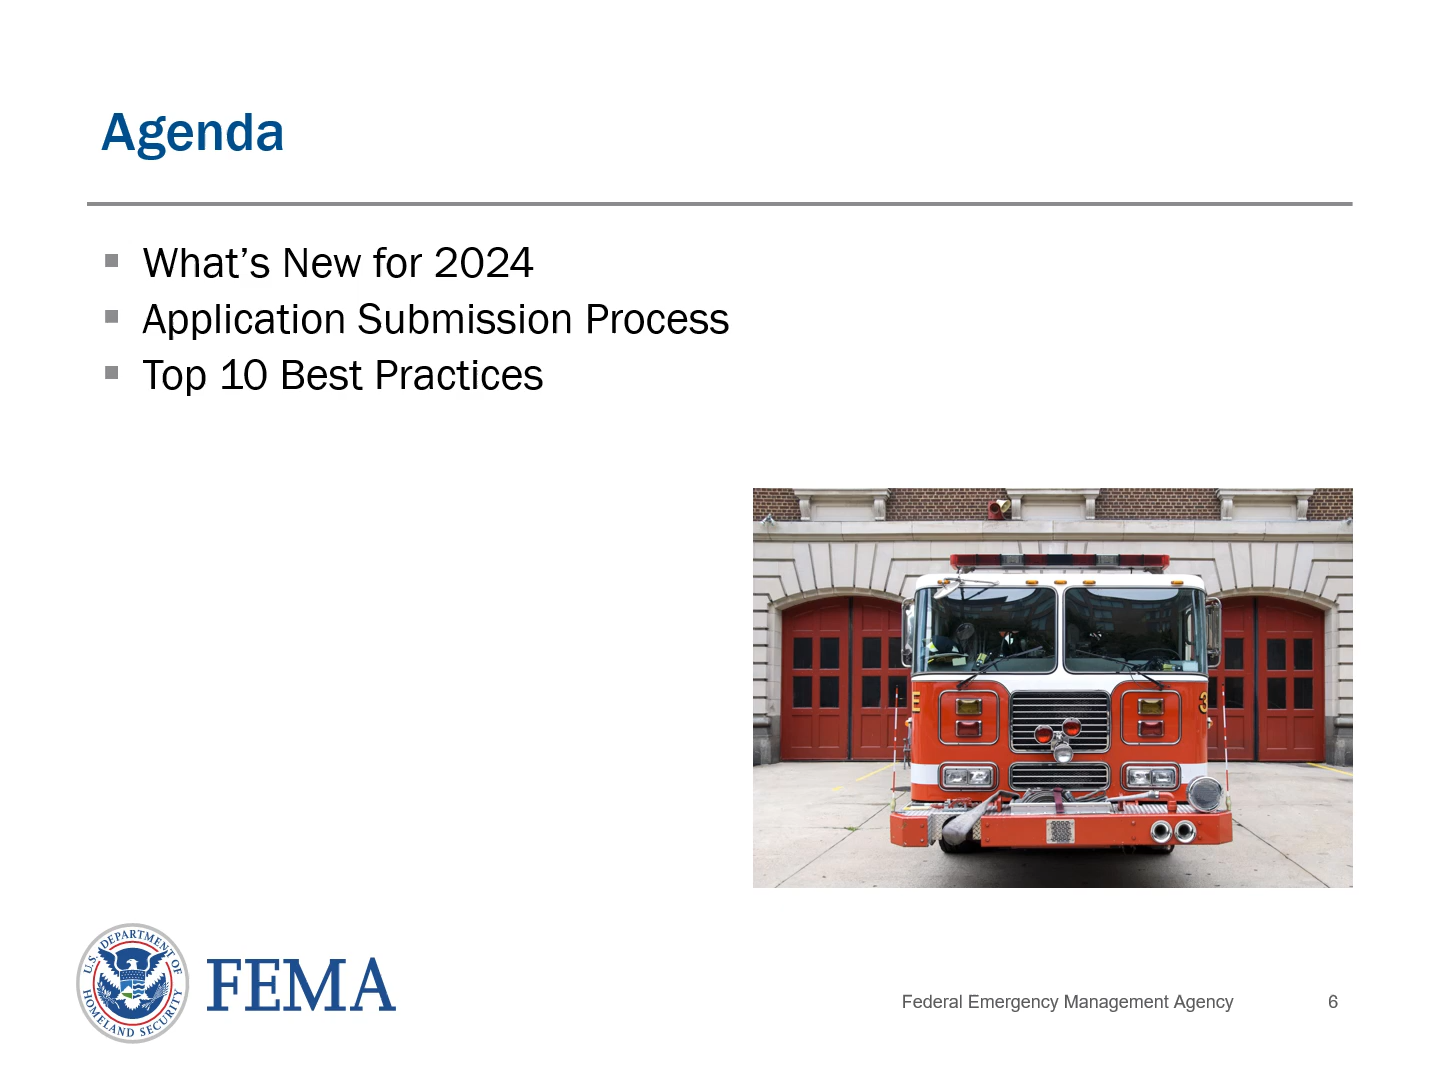 Agenda
What’s New for 2024
Application Submission Process
Top 10 Best Practices
E
3
U.S. DEPARTMENT OF
HOMELAND SECURITY
FEMA
Federal Emergency Management Agency
6